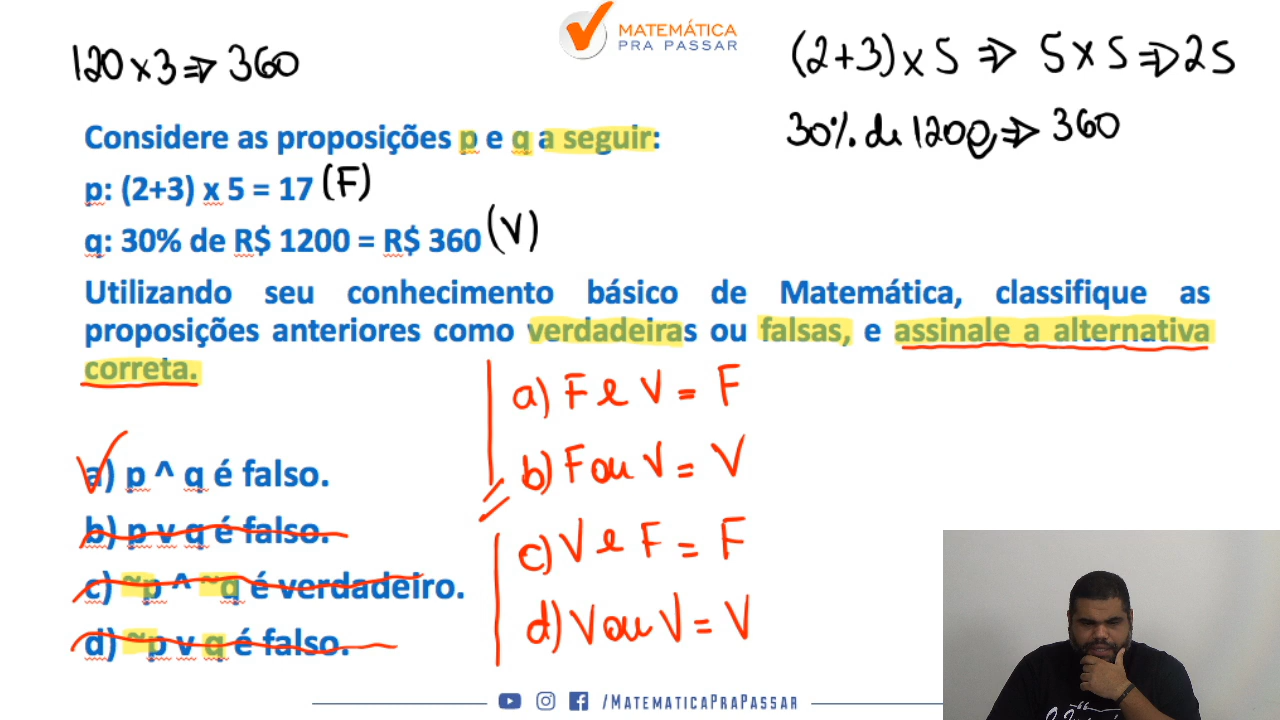 MATEMÁTICA
PRA PASSAR
120 x 3 ⇒ 360
(2+3) x 5 ⇒ 5 x 5 ⇒ 25
30% de 1200 ⇒ 360
Considere as proposições p e q a seguir:
p: (2+3) x 5 = 17 (F)
q: 30% de R$ 1200 = R$ 360 (V)
Utilizando seu conhecimento básico de Matemática, classifique as
proposições anteriores como verdadeiras ou falsas, e assinale a alternativa
correta.
a) F e V = F
b) F ou V = V
c) V e F = F
d) V ou V = V
a) p ^ q é falso.
b) p v q é falso.
c) ~p ^ ~q é verdadeiro.
d) ~p v q é falso.
/MATEMATICAPRAPASSAR